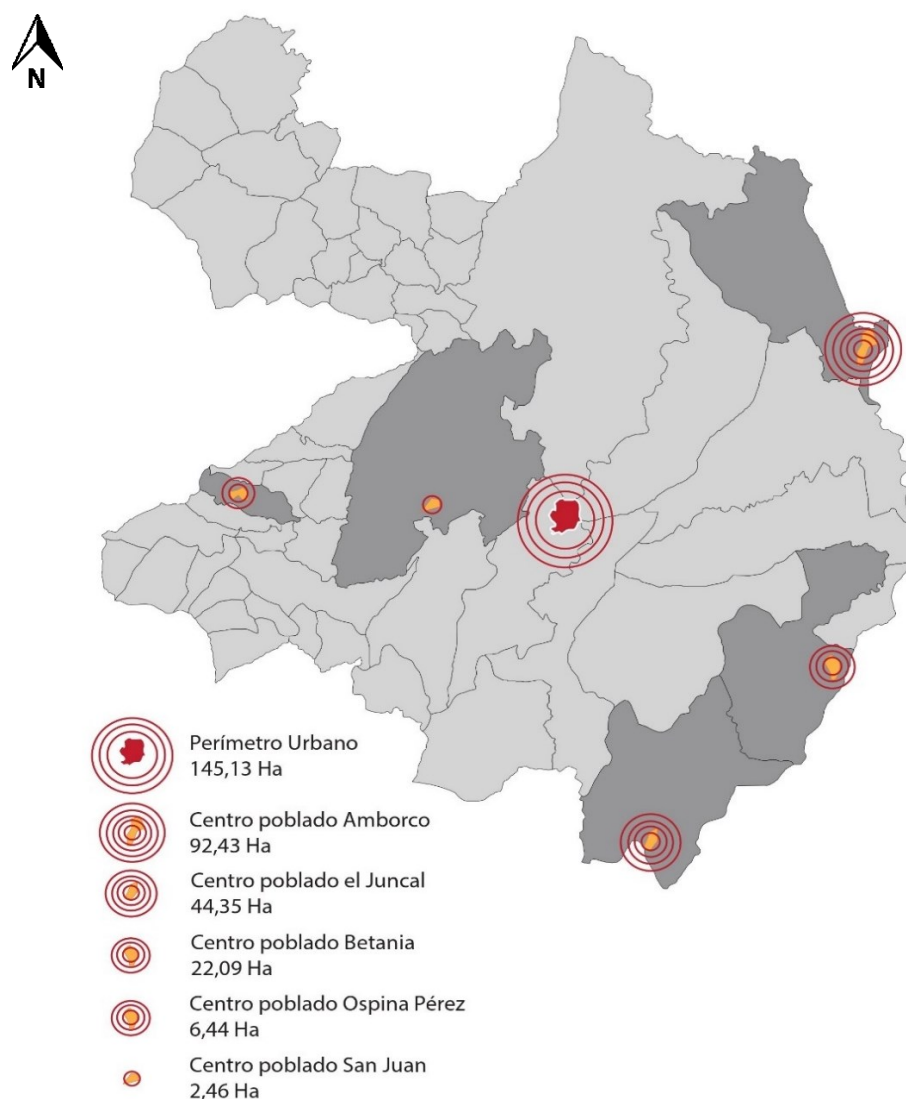 N
Perímetro Urbano
145,13 Ha
Centro poblado Amborco
92,43 Ha
Centro poblado el Juncal
44,35 Ha
Centro poblado Betania
22,09 Ha
Centro poblado Ospina Pérez
6,44 Ha
Centro poblado San Juan
2,46 Ha